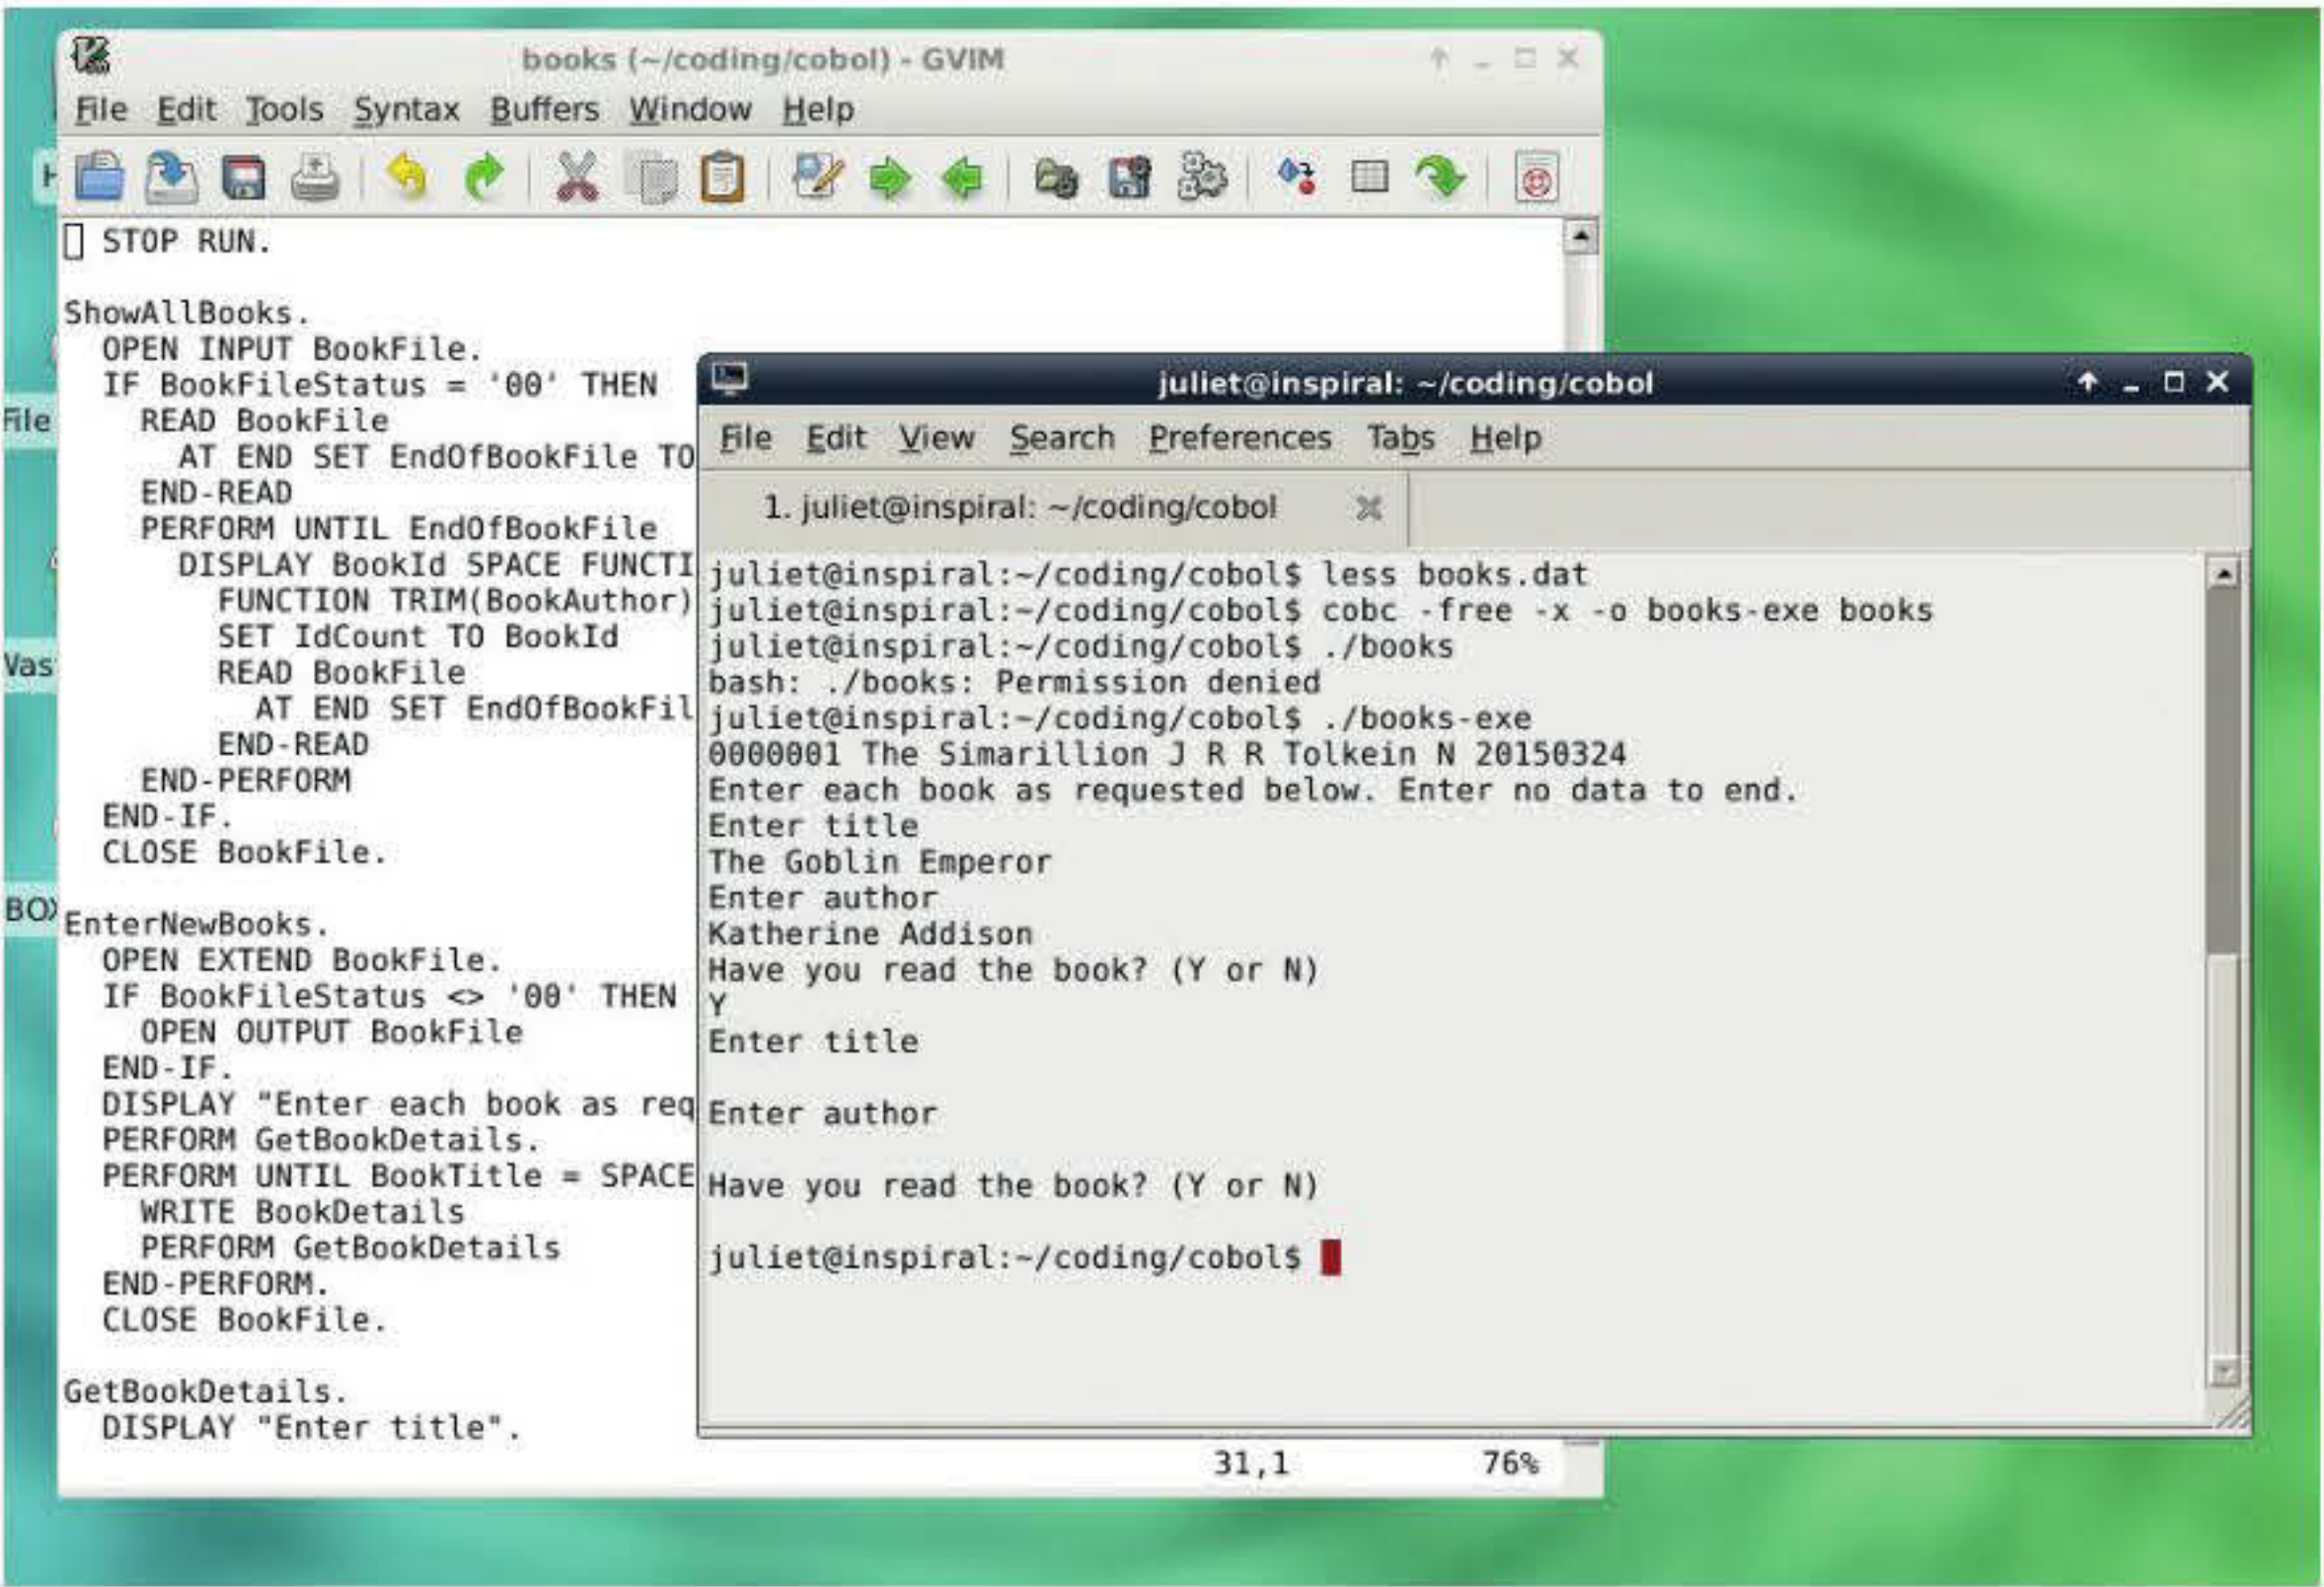 books (~/coding/cobol) - GVIM
File Edit Tools Syntax Buffers Window Help
STOP RUN.
ShowAllBooks.
OPEN INPUT BookFile.
IF BookFileStatus = '00' THEN
READ BookFile
AT END SET EndOfBookFile TO
END-READ
PERFORM UNTIL EndOfBookFile
DISPLAY BookId SPACE FUNCTI
FUNCTION TRIM(BookAuthor)
SET IdCount TO BookId
READ BookFile
AT END SET EndOfBookFil
END-READ
END-PERFORM
END-IF.
CLOSE BookFile.
EnterNewBooks.
OPEN EXTEND BookFile.
IF BookFileStatus <> '00' THEN
OPEN OUTPUT BookFile
END-IF.
DISPLAY "Enter each book as req
PERFORM GetBookDetails.
PERFORM UNTIL BookTitle = SPACE
WRITE BookDetails
PERFORM GetBookDetails
END-PERFORM.
CLOSE BookFile.
GetBookDetails.
DISPLAY "Enter title".
31,1 76%
juliet@inspiral: ~/coding/cobol
File Edit View Search Preferences Tabs Help
1. juliet@inspiral: ~/coding/cobol
juliet@inspiral:~/coding/cobol$ less books.dat
juliet@inspiral:~/coding/cobol$ cobc -free -x -o books-exe books
juliet@inspiral:~/coding/cobol$ ./books
bash: ./books: Permission denied
juliet@inspiral:~/coding/cobol$ ./books-exe
0000001 The Simarillion J R R Tolkein N 20150324
Enter each book as requested below. Enter no data to end.
Enter title
The Goblin Emperor
Enter author
Katherine Addison
Have you read the book? (Y or N)
Y
Enter title
Enter author
Have you read the book? (Y or N)
juliet@inspiral:~/coding/cobol$
File
BOX